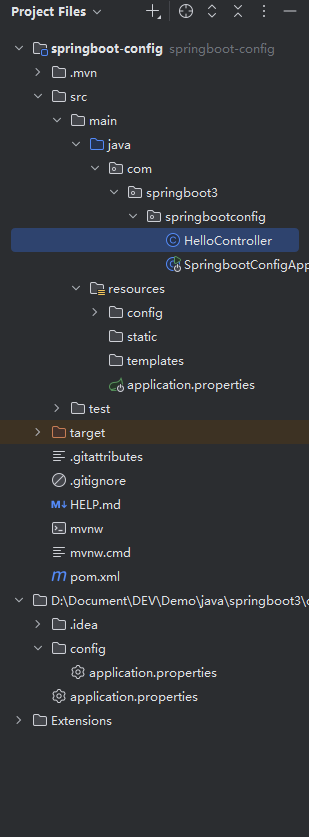 Project Files
springboot-config springboot-config
.mvn
src
main
java
com
springboot3
springbootconfig
HelloController
SpringbootConfigApp
resources
config
static
templates
application.properties
test
target
.gitattributes
.gitignore
HELP.md
mvnw
mvnw.cmd
pom.xml
D:\Document\DEV\Demo\java\springboot3\
.idea
config
application.properties
application.properties
Extensions